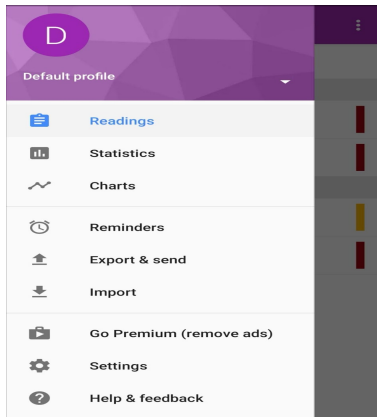 D
Default profile
Readings
Statistics
Charts
Reminders
Export & send
Import
Go Premium (remove ads)
Settings
Help & feedback